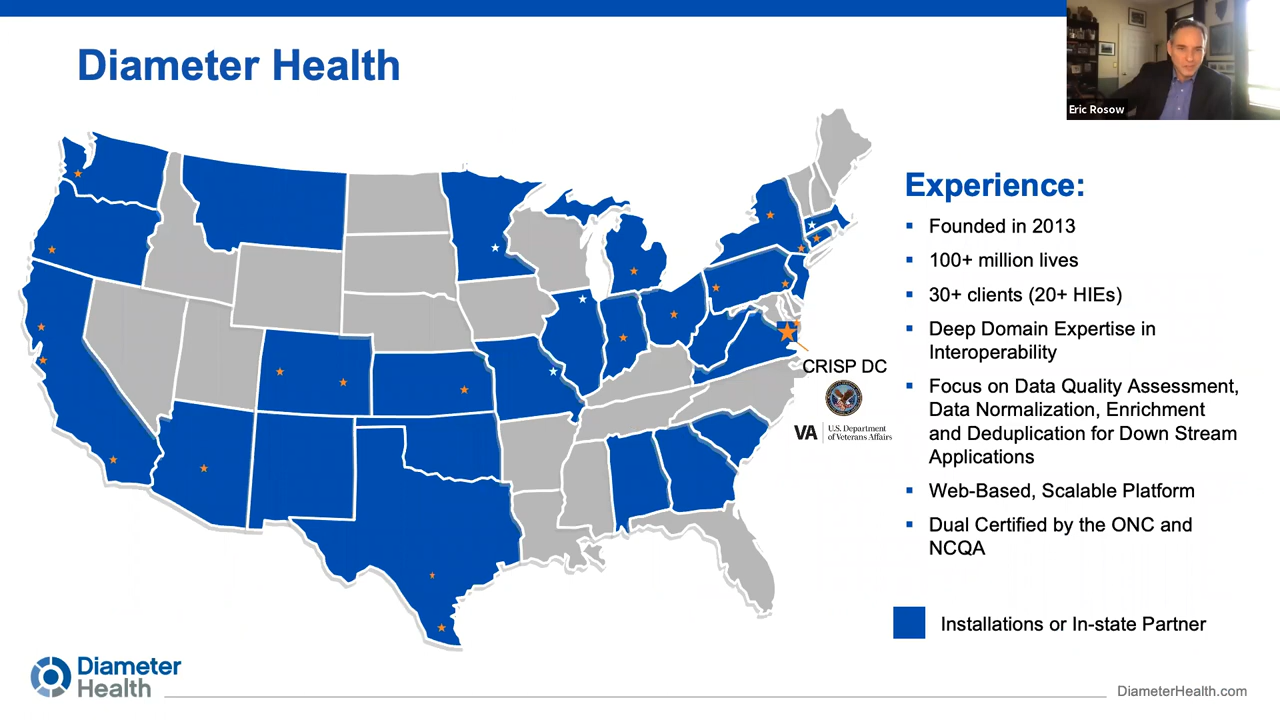 Diameter Health
Eric Rosow
Experience:
▪ Founded in 2013
▪ 100+ million lives
▪ 30+ clients (20+ HIEs)
▪ Deep Domain Expertise in
Interoperability
▪ Focus on Data Quality Assessment,
Data Normalization, Enrichment
and Deduplication for Down Stream
Applications
▪ Web-Based, Scalable Platform
▪ Dual Certified by the ONC and
NCQA
CRISP DC
VA
U.S. Department
of Veterans Affairs
Installations or In-state Partner
Diameter
Health
DiameterHealth.com